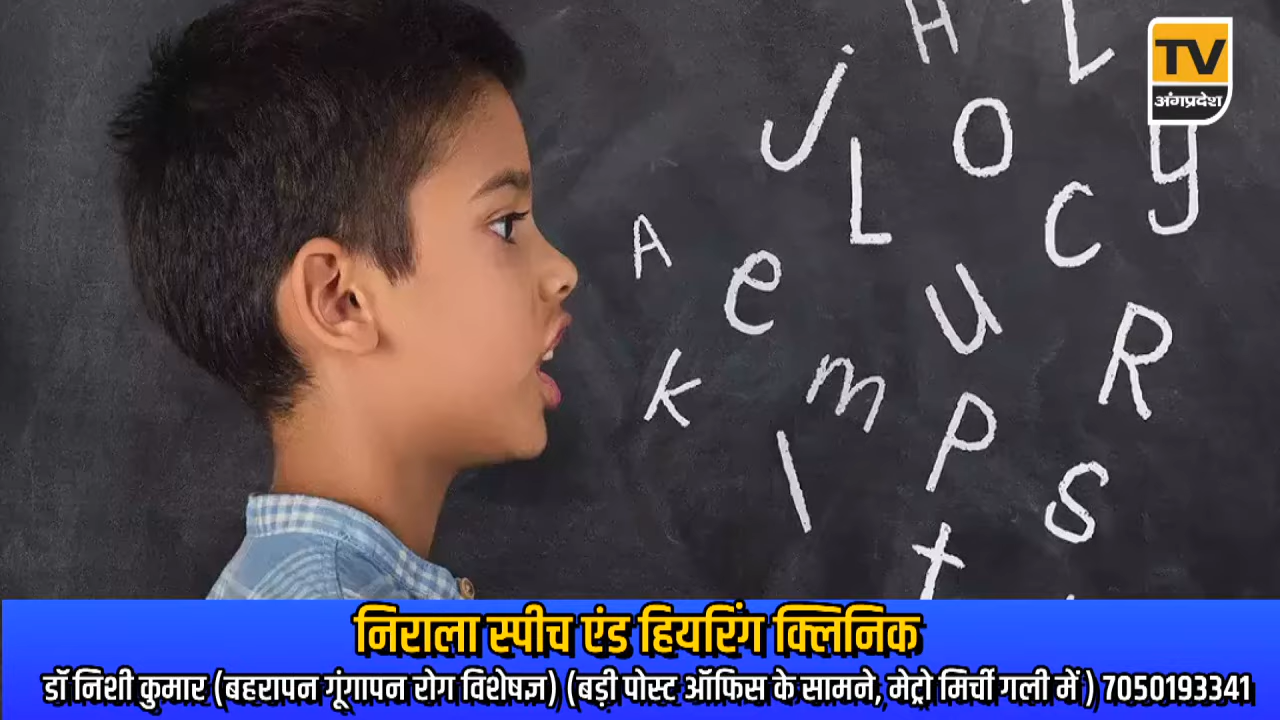 H
L
TV
अंगप्रदेश
J
O
y
L
C
A
e
U
R
K
m
P
l
S
t
निराला स्पीच एंड हियरिंग क्लिनिक
डॉ निशी कुमार (बहरापन गूंगापन रोग विशेषज्ञ) (बड़ी पोस्ट ऑफिस के सामने, मेट्रो मिर्ची गली में ) 7050193341